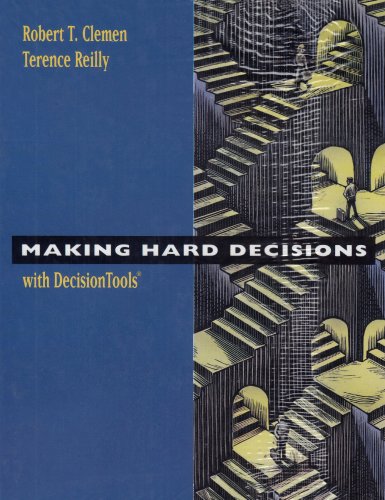 Robert T. Clemen
Terence Reilly
MAKING HARD DECISIONS
with DecisionTools®